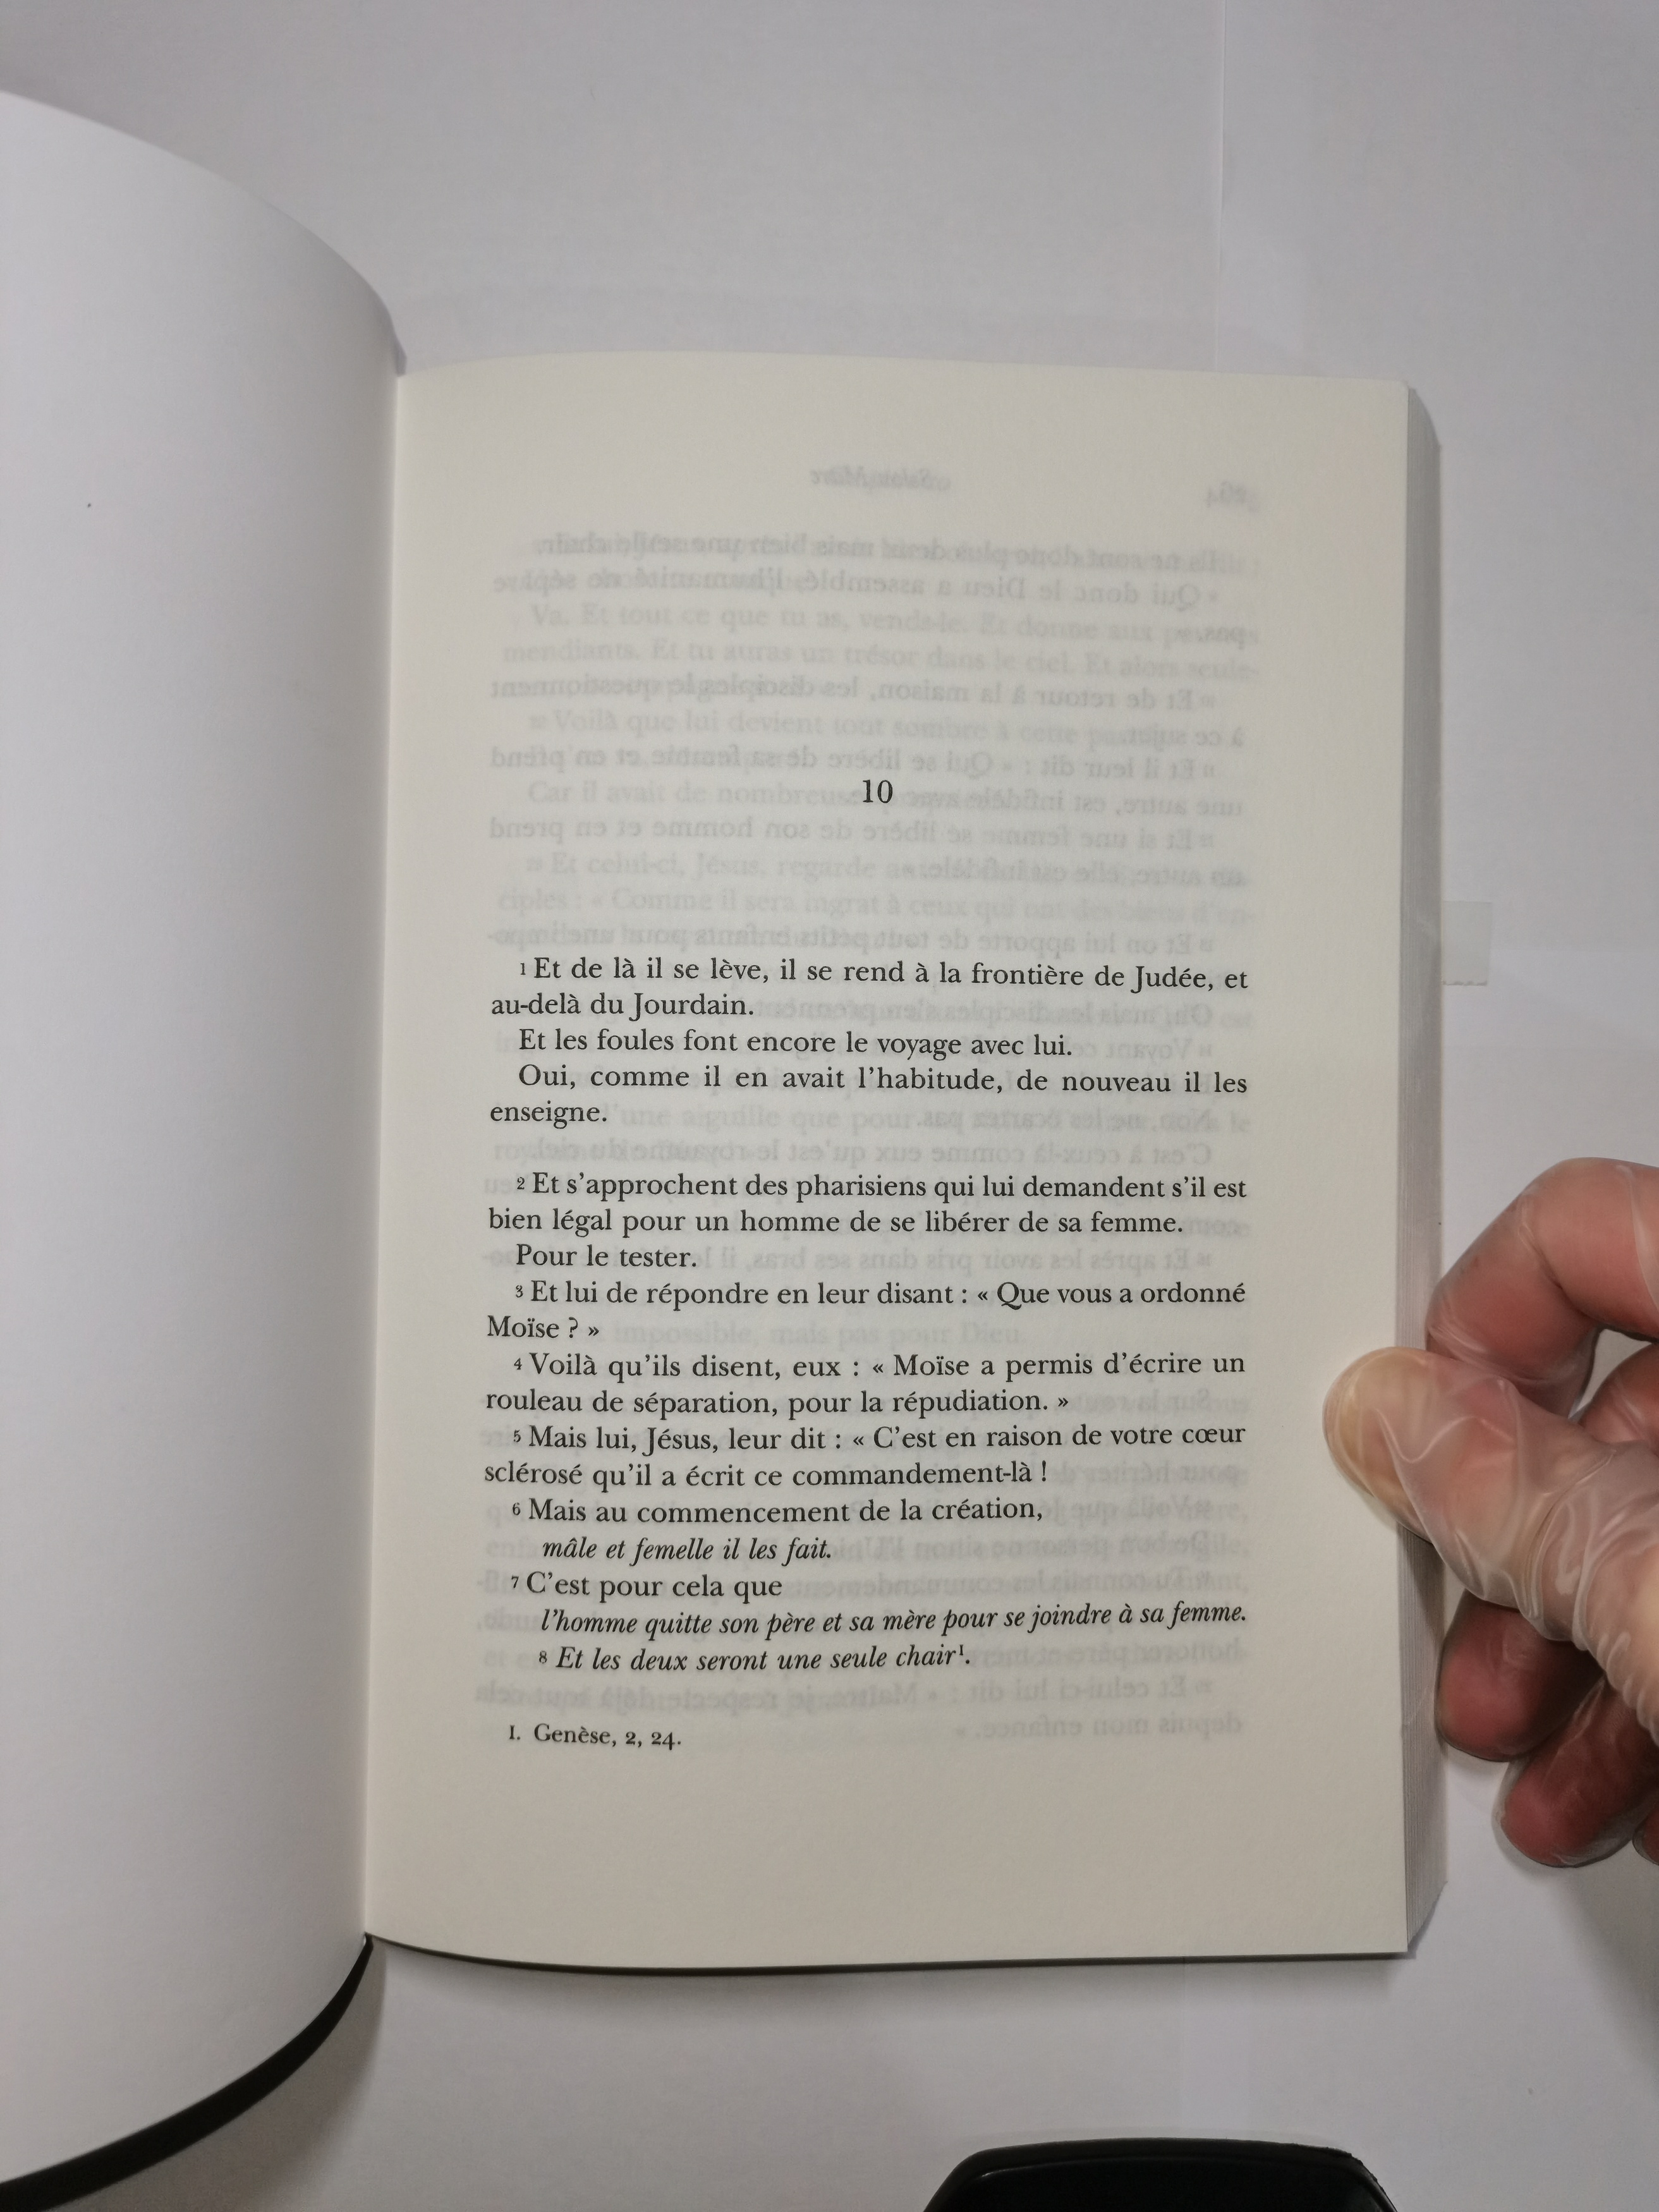 10
1 Et de là il se lève, il se rend à la frontière de Judée, et
au-delà du Jourdain.
Et les foules font encore le voyage avec lui.
Oui, comme il en avait l'habitude, de nouveau il les
enseigne.
2 Et s'approchent des pharisiens qui lui demandent s'il est
bien légal pour un homme de se libérer de sa femme.
Pour le tester.
3 Et lui de répondre en leur disant : « Que vous a ordonné
Moïse ? »
4 Voilà qu'ils disent, eux : « Moïse a permis d'écrire un
rouleau de séparation, pour la répudiation. »
5 Mais lui, Jésus, leur dit : « C'est en raison de votre cœur
sclérosé qu'il a écrit ce commandement-là !
6 Mais au commencement de la création,
mâle et femelle il les fait.
7 C'est pour cela que
l'homme quitte son père et sa mère pour se joindre à sa femme.
8 Et les deux seront une seule chair¹.
1. Genèse, 2, 24.